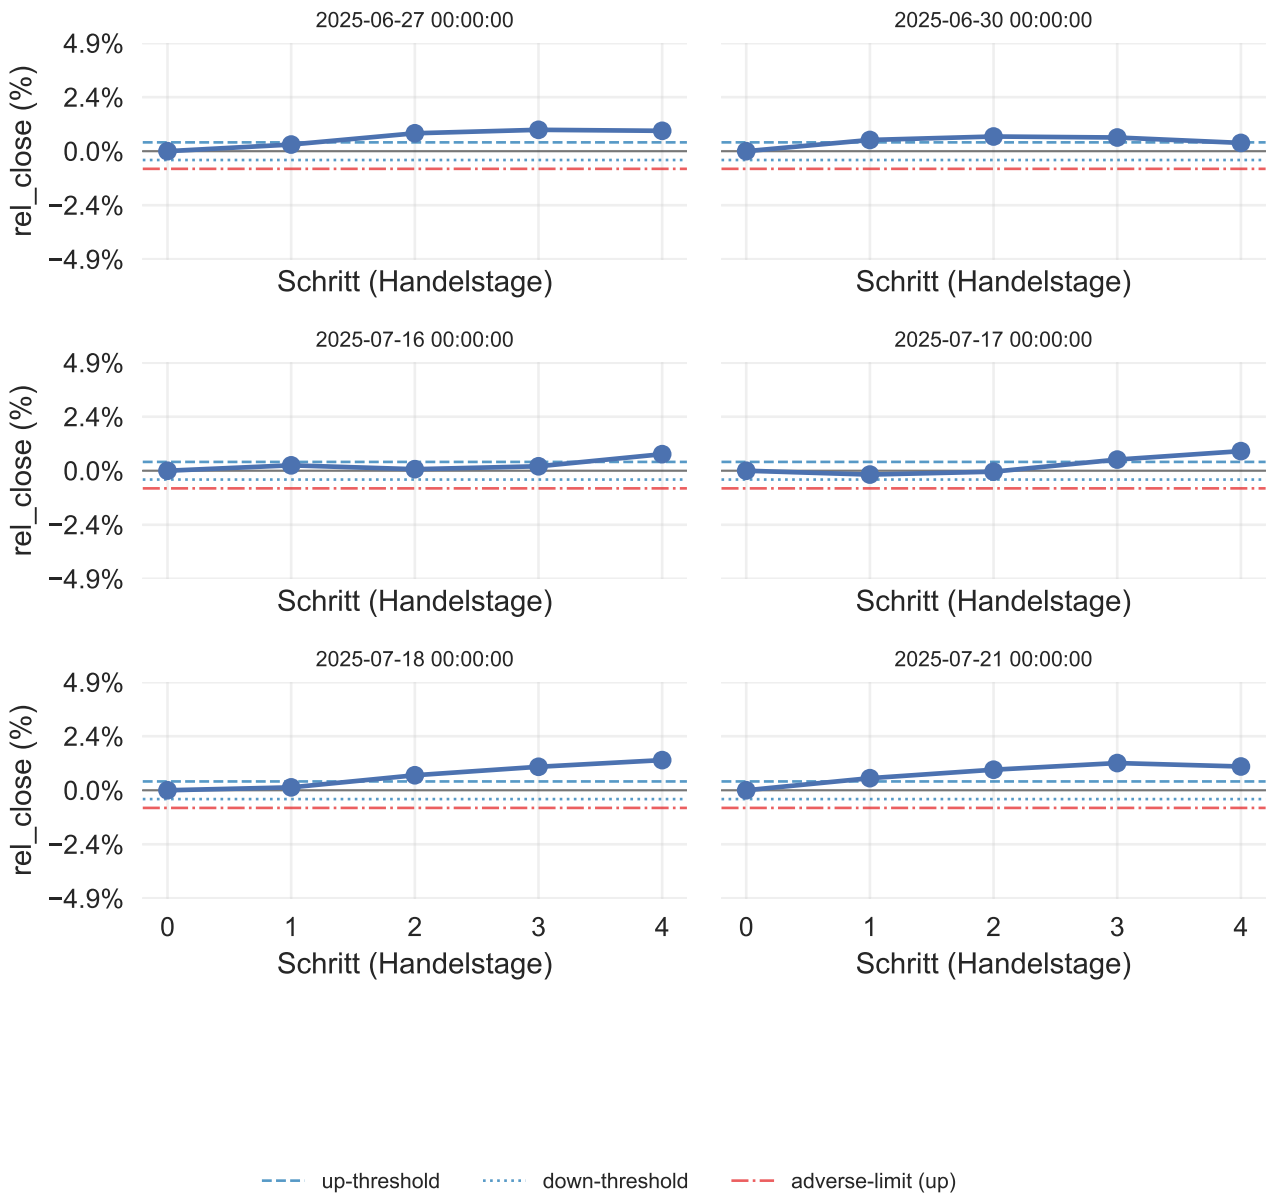 2025-06-27 00:00:00
2025-06-30 00:00:00
4.9%
2.4%
0.0%
−2.4%
−4.9%
rel_close (%)
Schritt (Handelstage)
Schritt (Handelstage)
2025-07-16 00:00:00
2025-07-17 00:00:00
4.9%
2.4%
0.0%
−2.4%
−4.9%
rel_close (%)
Schritt (Handelstage)
Schritt (Handelstage)
2025-07-18 00:00:00
2025-07-21 00:00:00
4.9%
2.4%
0.0%
−2.4%
−4.9%
rel_close (%)
0 1 2 3 4
0 1 2 3 4
Schritt (Handelstage)
Schritt (Handelstage)
up-threshold down-threshold adverse-limit (up)